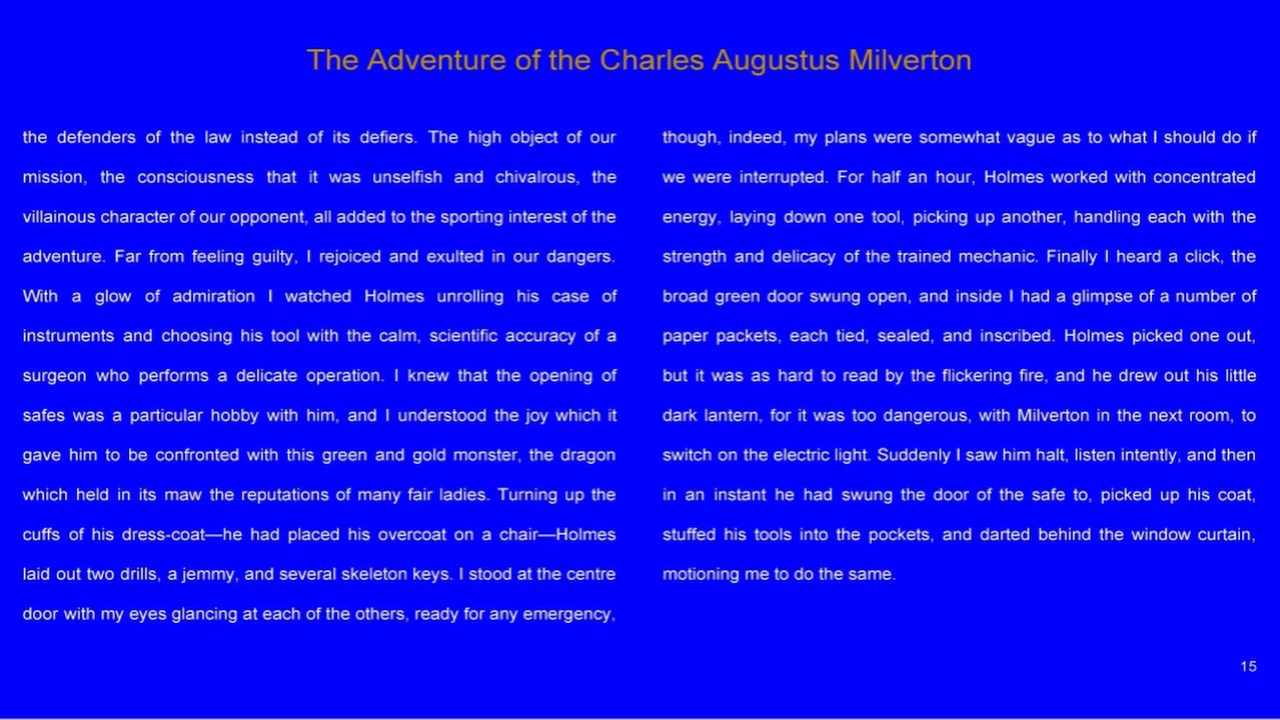 The Adventure of the Charles Augustus Milverton
the defenders of the law instead of its defiers. The high object of our
mission, the consciousness that it was unselfish and chivalrous, the
villainous character of our opponent, all added to the sporting interest of the
adventure. Far from feeling guilty, I rejoiced and exulted in our dangers.
With a glow of admiration I watched Holmes unrolling his case of
instruments and choosing his tool with the calm, scientific accuracy of a
surgeon who performs a delicate operation. I knew that the opening of
safes was a particular hobby with him, and I understood the joy which it
gave him to be confronted with this green and gold monster, the dragon
which held in its maw the reputations of many fair ladies. Turning up the
cuffs of his dress-coat—he had placed his overcoat on a chair—Holmes
laid out two drills, a jemmy, and several skeleton keys. I stood at the centre
door with my eyes glancing at each of the others, ready for any emergency,
though, indeed, my plans were somewhat vague as to what I should do if
we were interrupted. For half an hour, Holmes worked with concentrated
energy, laying down one tool, picking up another, handling each with the
strength and delicacy of the trained mechanic. Finally I heard a click, the
broad green door swung open, and inside I had a glimpse of a number of
paper packets, each tied, sealed, and inscribed. Holmes picked one out,
but it was as hard to read by the flickering fire, and he drew out his little
dark lantern, for it was too dangerous, with Milverton in the next room, to
switch on the electric light. Suddenly I saw him halt, listen intently, and then
in an instant he had swung the door of the safe to, picked up his coat,
stuffed his tools into the pockets, and darted behind the window curtain,
motioning me to do the same.
15